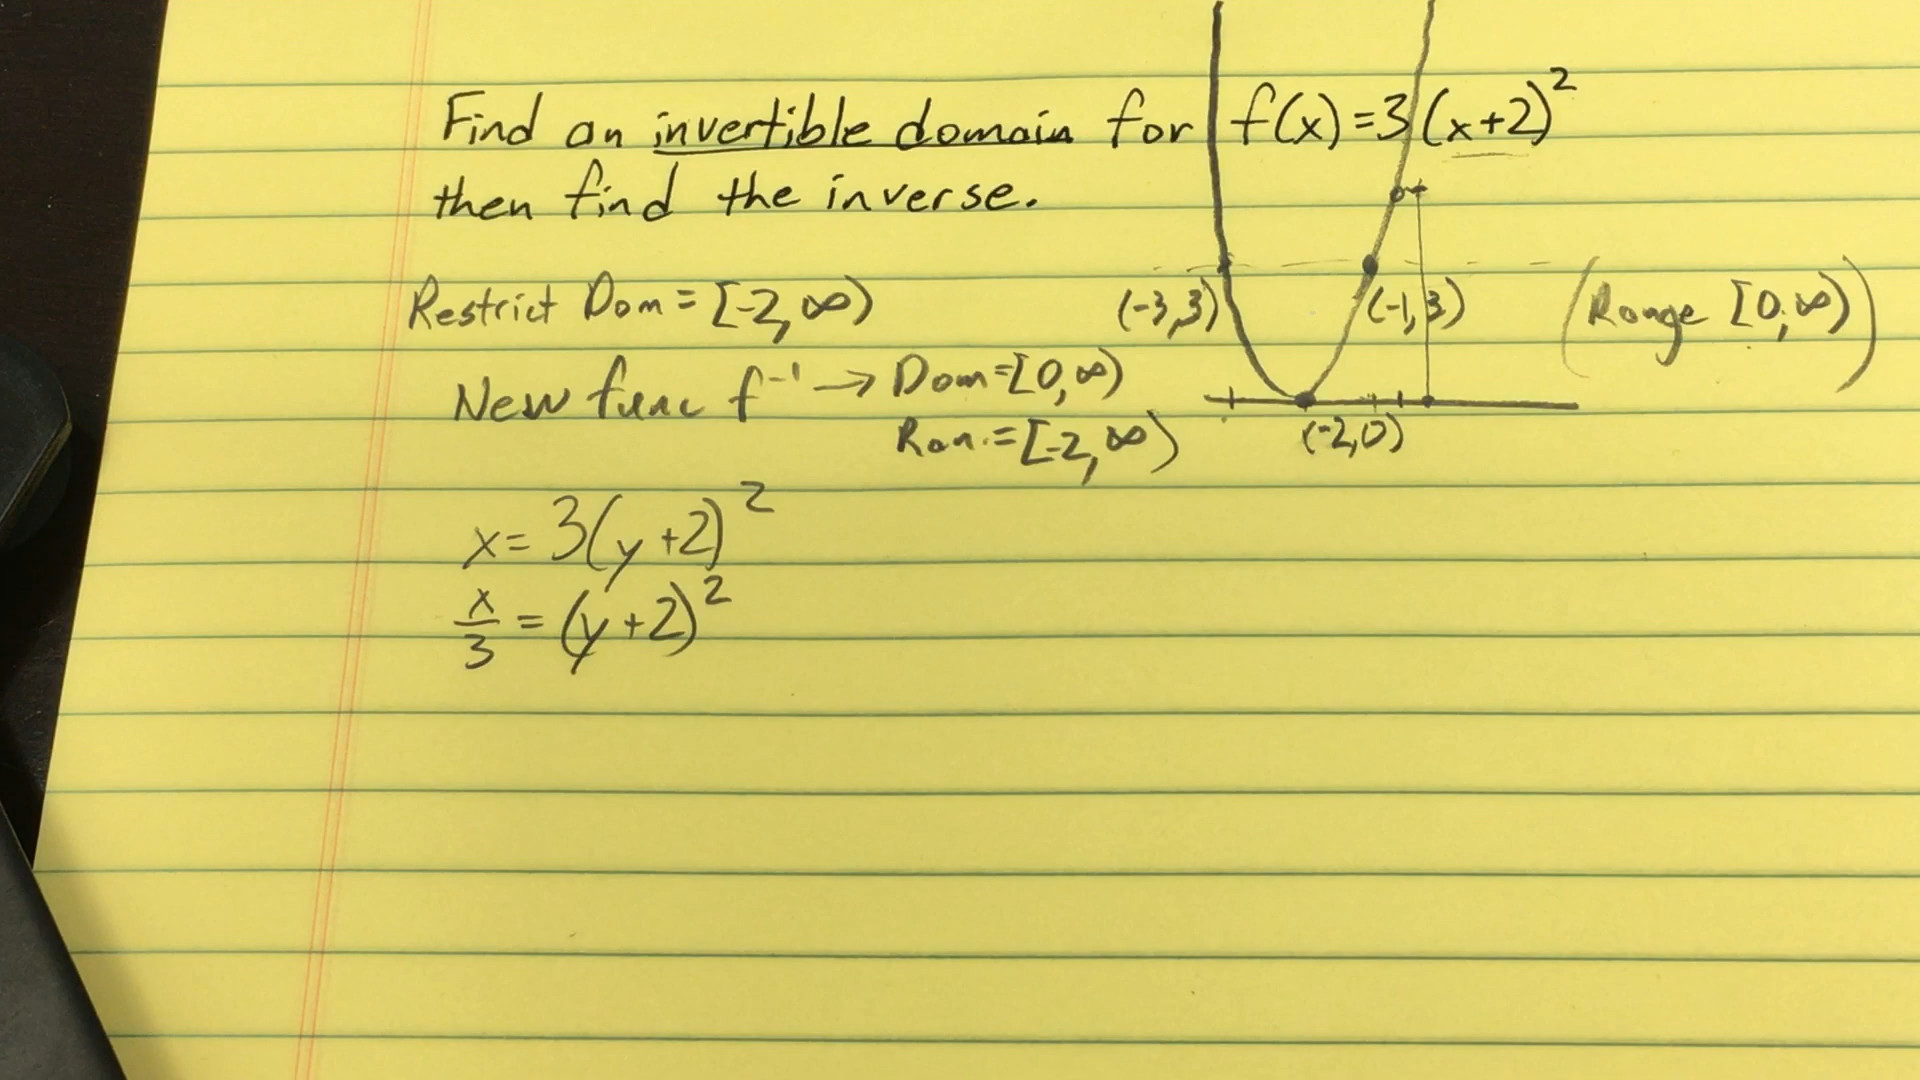 Find an invertible domain for f(x)=3(x+2)²
then find the inverse.
Restrict Dom = [-2,∞)
(-3,3)
(-1,3)
(Range [0,∞))
New func f⁻¹ → Dom=[0,∞)
Ran.=[-2,∞)
(-2,0)
x=3(y+2)²
x/3 = (y+2)²